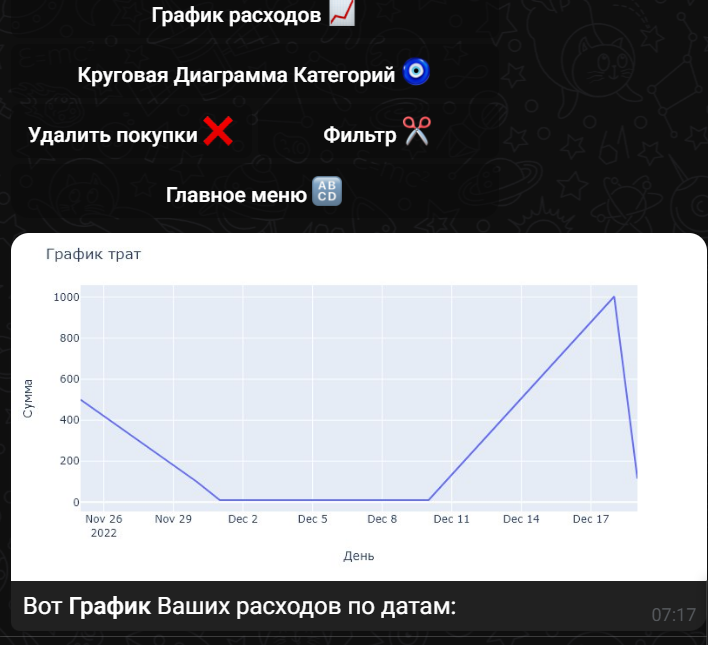 График расходов 📈
Круговая Диаграмма Категорий 🧿
Удалить покупки ❌ Фильтр ✂️
Главное меню 🔠
График трат
1000
800
600
400
200
0
Сумма
Nov 26 Nov 29 Dec 2 Dec 5 Dec 8 Dec 11 Dec 14 Dec 17
2022
День
Вот График Ваших расходов по датам:
07:17